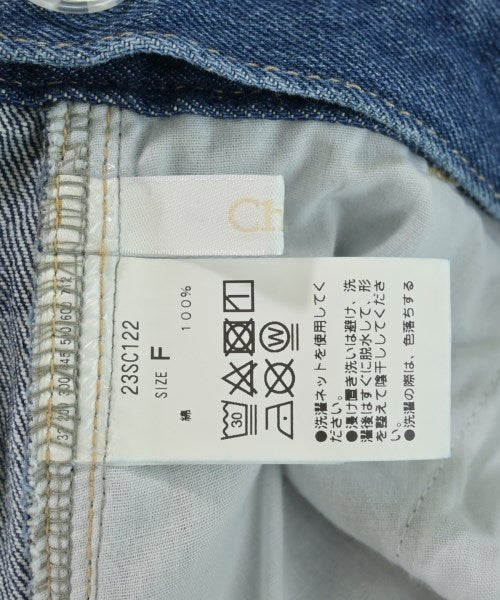 Ch
23SC122
SIZE F
綿 100%
30
W
●洗濯ネットを使用してく
ださい。
●浸け置き洗いは避け、洗
濯後はすぐに脱水して、形
を整えて陰干ししてくださ
い。
●洗濯の際は、色落ちする